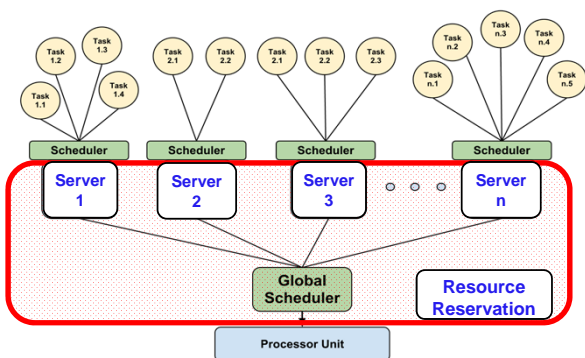 Task
1.1
Task
1.2
Task
1.3
Task
1.4
Task
2.1
Task
2.2
Task
2.1
Task
2.2
Task
2.3
Task
n.1
Task
n.2
Task
n.3
Task
n.4
Task
n.5
Scheduler
Scheduler
Scheduler
Scheduler
Server
1
Server
2
Server
3
Server
n
Global
Scheduler
Resource
Reservation
Processor Unit